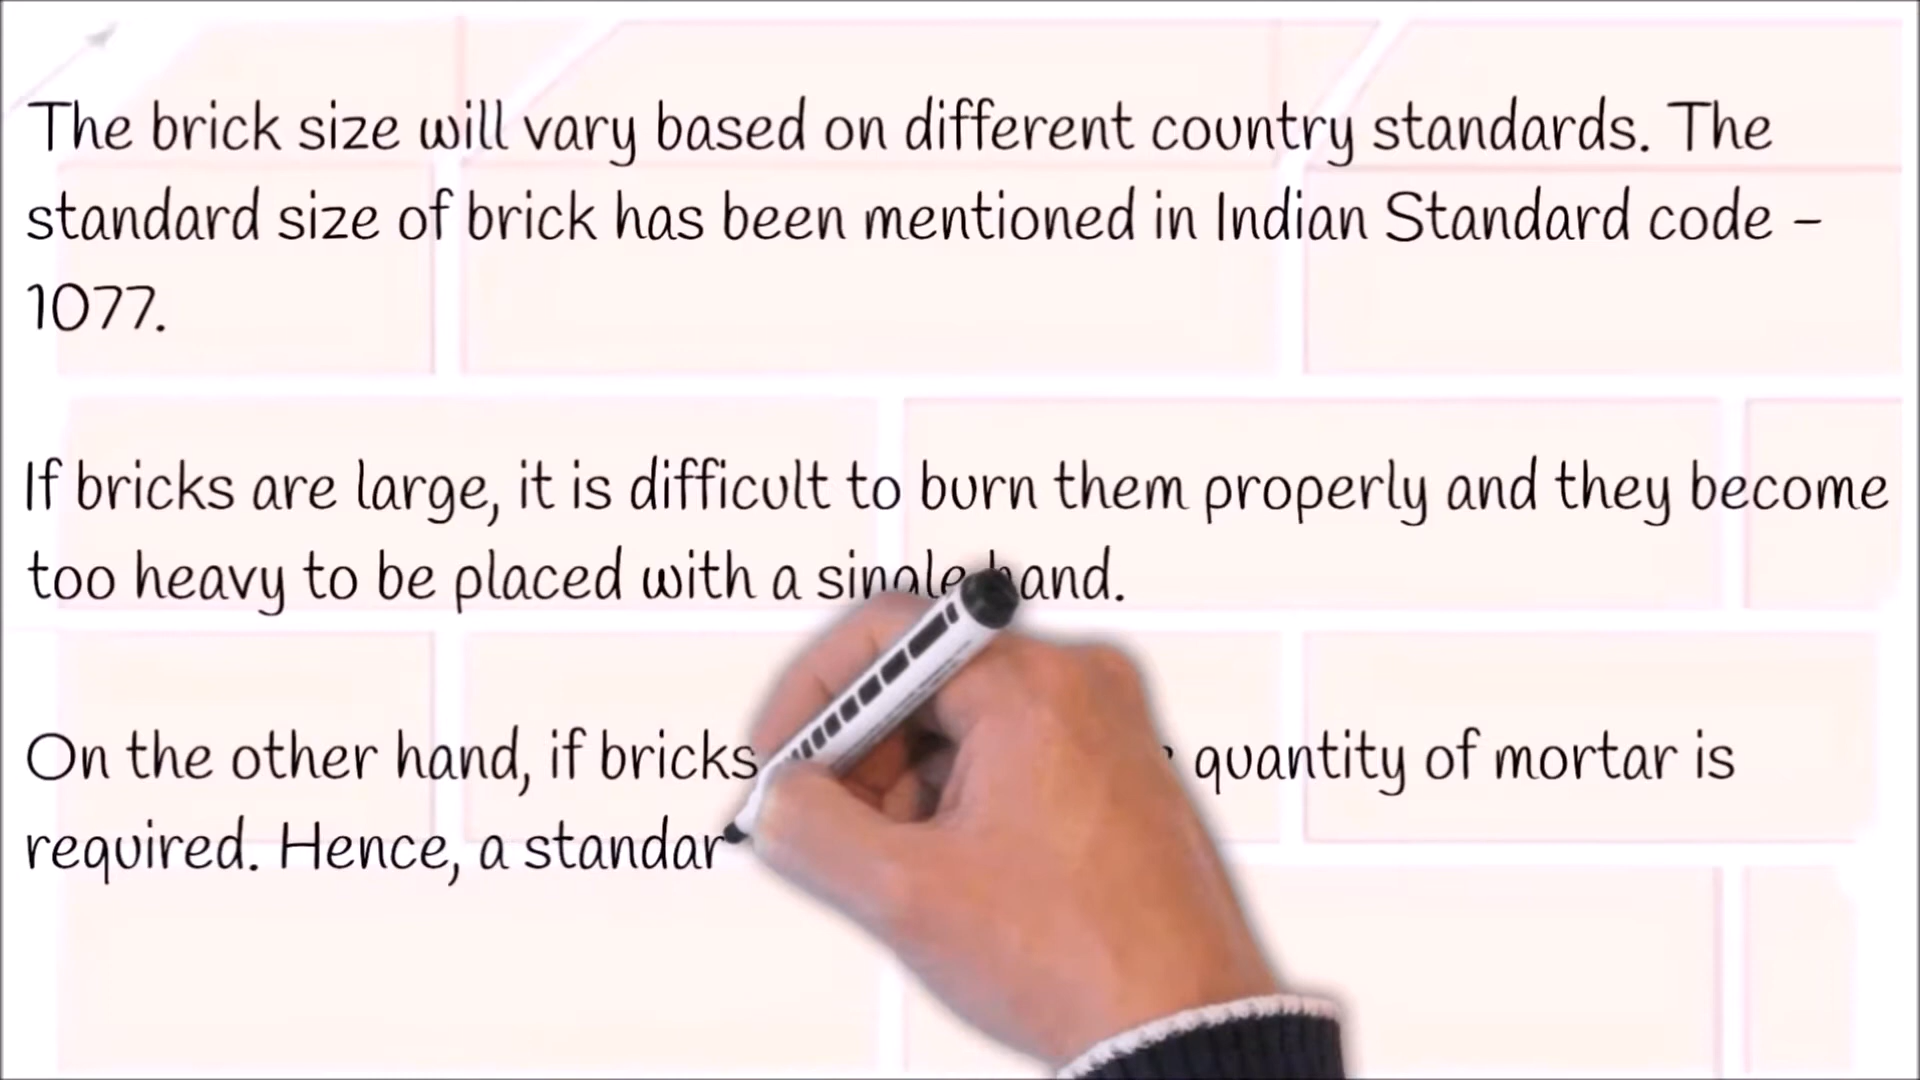 The brick size will vary based on different country standards. The
standard size of brick has been mentioned in Indian Standard code -
1077.
If bricks are large, it is difficult to burn them properly and they become
too heavy to be placed with a single hand.
On the other hand, if bricks quantity of mortar is
required. Hence, a standar